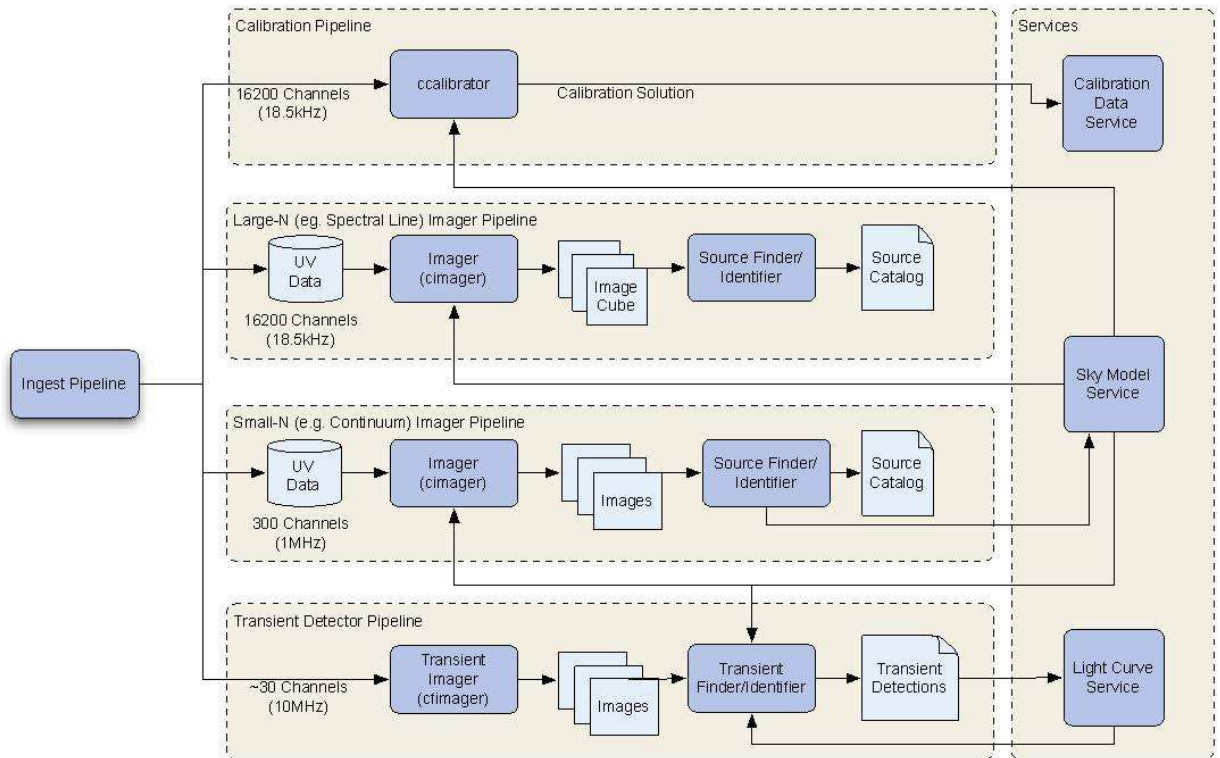 Calibration Pipeline
Services
ccalibrator
16200 Channels
(18.5kHz)
Calibration Solution
Calibration
Data
Service
Large-N (eg. Spectral Line) Imager Pipeline
UV
Data
Imager
(cimager)
Image
Cube
Source Finder/
Identifier
Source
Catalog
16200 Channels
(18.5kHz)
Ingest Pipeline
Sky Model
Service
Small-N (e.g. Continuum) Imager Pipeline
UV
Data
Imager
(cimager)
Images
Source Finder/
Identifier
Source
Catalog
300 Channels
(1MHz)
Transient Detector Pipeline
~30 Channels
(10MHz)
Transient
Imager
(ctimager)
Images
Transient
Finder/Identifier
Transient
Detections
Light Curve
Service